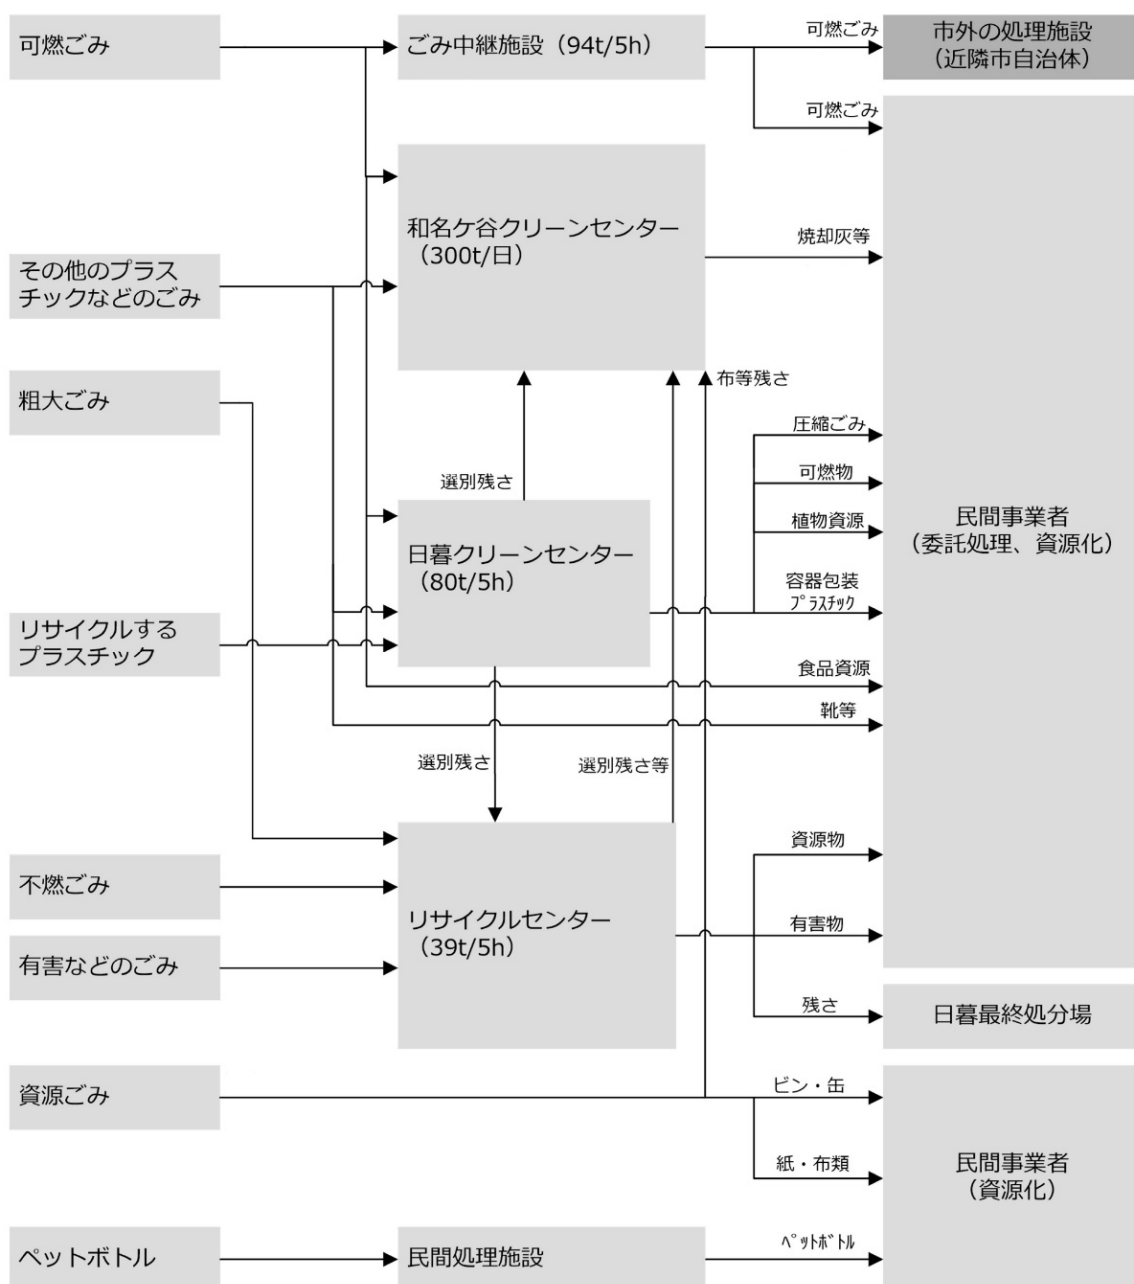 可燃ごみ
ごみ中継施設（94t/5h）
可燃ごみ
市外の処理施設
（近隣市自治体）
可燃ごみ
和名ケ谷クリーンセンター
（300t/日）
焼却灰等
その他のプラス
チックなどのごみ
粗大ごみ
布等残さ
圧縮ごみ
可燃物
選別残さ
植物資源
民間事業者
（委託処理、資源化）
日暮クリーンセンター
（80t/5h）
容器包装
プラスチック
リサイクルする
プラスチック
食品資源
靴等
選別残さ
選別残さ等
資源物
不燃ごみ
リサイクルセンター
（39t/5h）
有害物
有害などのごみ
残さ
日暮最終処分場
資源ごみ
ビン・缶
紙・布類
民間事業者
（資源化）
ペットボトル
民間処理施設
ペットボトル